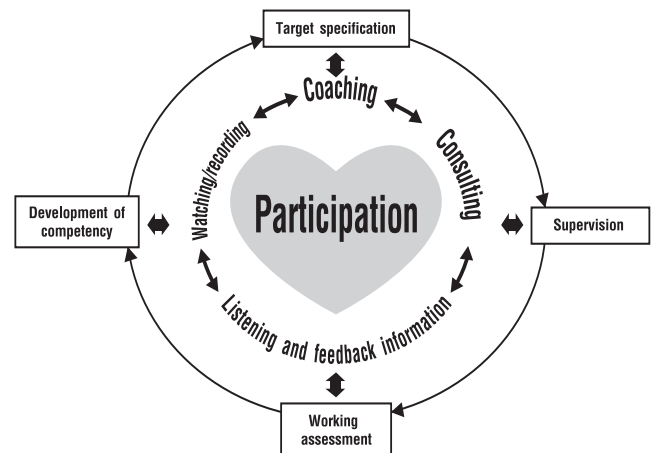 Target specification
Coaching
Watching/recording
Consulting
Participation
Development of
competency
Supervision
Listening and feedback information
Working
assessment